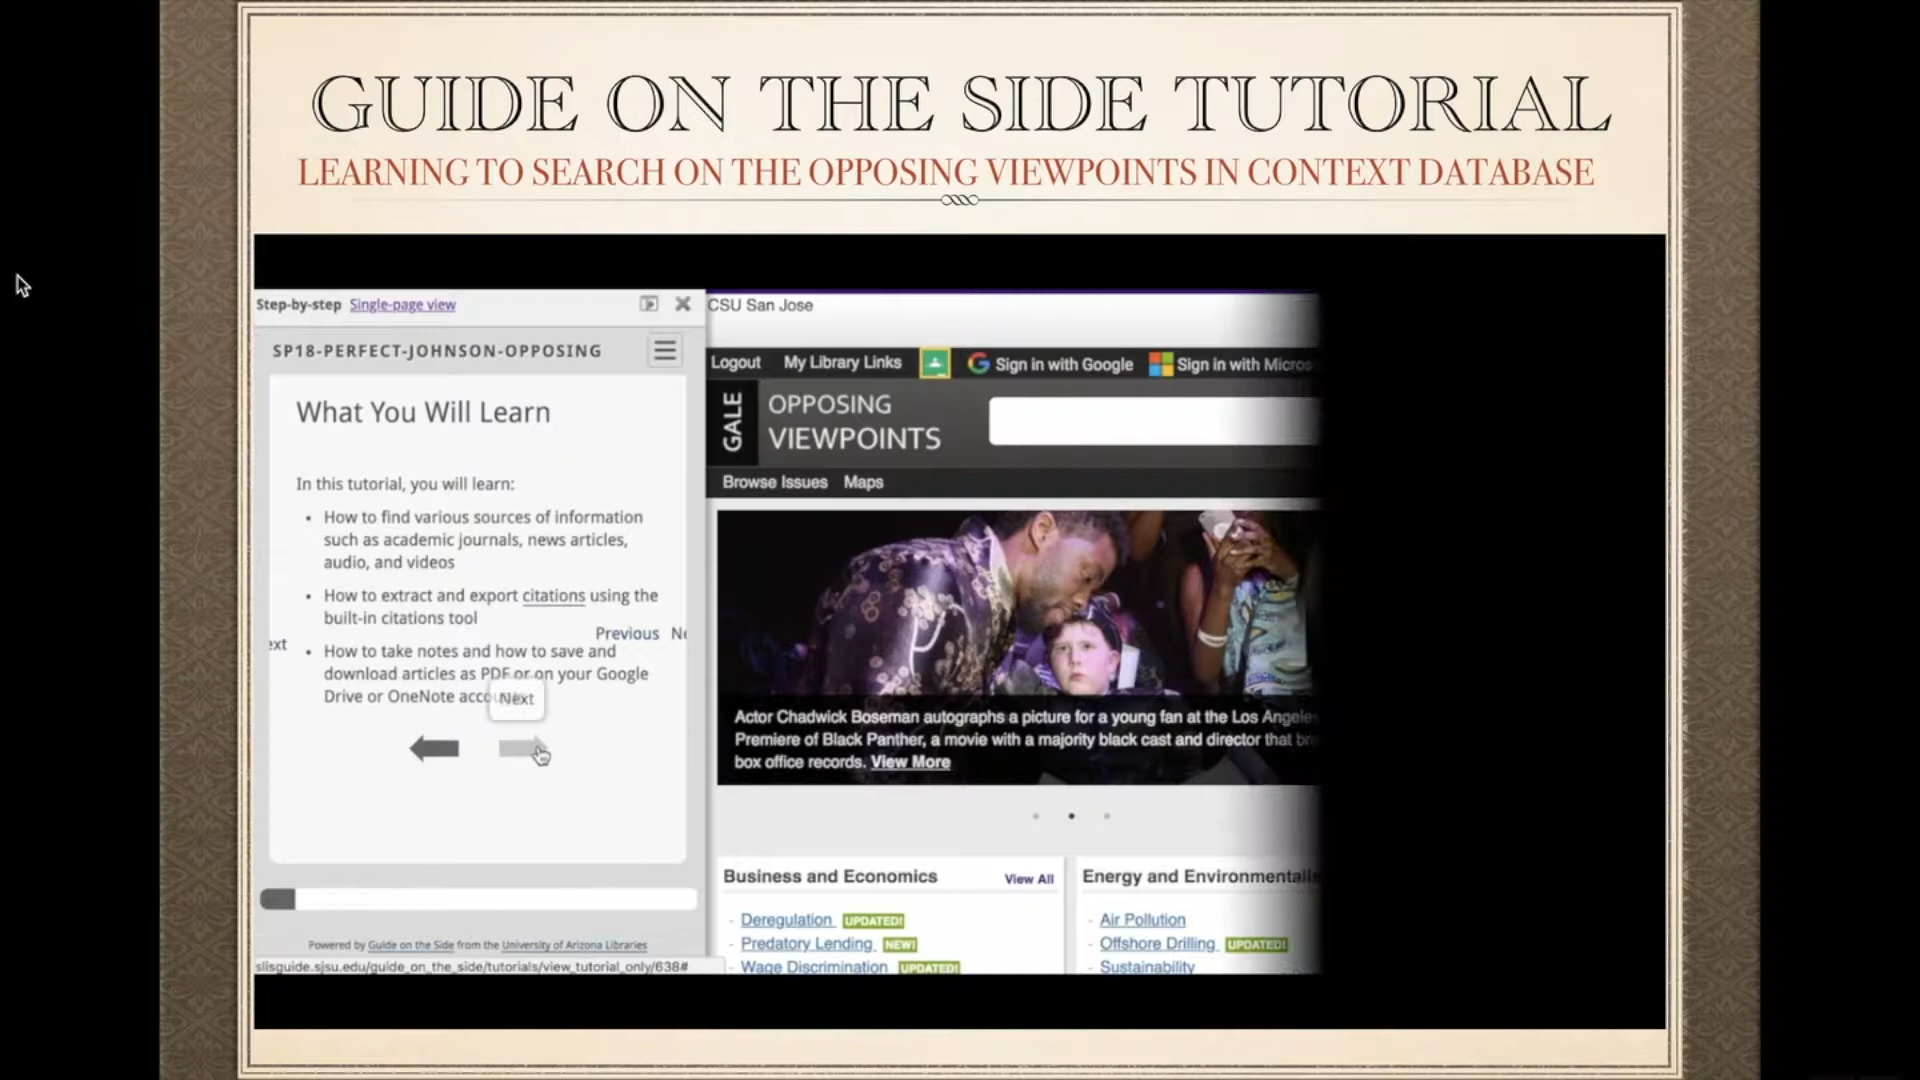 GUIDE ON THE SIDE TUTORIAL
LEARNING TO SEARCH ON THE OPPOSING VIEWPOINTS IN CONTEXT DATABASE
Step-by-step Single-page view
SP18-PERFECT-JOHNSON-OPPOSING
What You Will Learn
In this tutorial, you will learn:
• How to find various sources of information
such as academic journals, news articles,
audio, and videos
• How to extract and export citations using the
built-in citations tool
Previous
• How to take notes and how to save and
download articles as PDF or on your Google
Drive or OneNote
Next
Powered by Guide on the Side from the University of Arizona Libraries
slisguide.sjsu.edu/guide_on_the_side/tutorials/view_tutorial_only/638#
CSU San Jose
Logout My Library Links Sign in with Google Sign in with Micros
GALE
OPPOSING
VIEWPOINTS
Browse Issues Maps
Actor Chadwick Boseman autographs a picture for a young fan at the Los Angeles
Premiere of Black Panther, a movie with a majority black cast and director that
box office records. View More
Business and Economics View All
- Deregulation UPDATED!
- Predatory Lending NEW!
- Wage Discrimination UPDATED!
Energy and Environmentalis
- Air Pollution
- Offshore Drilling UPDATED!
- Sustainability